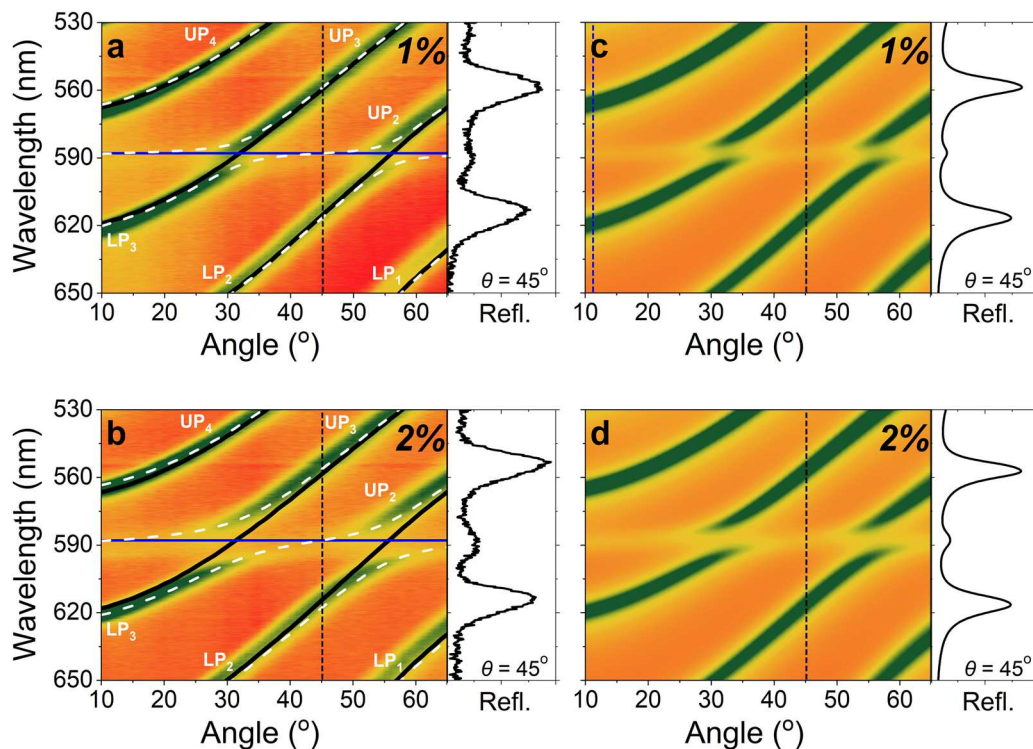 a
1%
UP4
UP3
UP2
LP3
LP2
LP1
530
560
590
620
650
Wavelength (nm)
10 20 30 40 50 60
Angle (°)
θ = 45°
Refl.
c
1%
10 20 30 40 50 60
Angle (°)
θ = 45°
Refl.
b
2%
UP4
UP3
UP2
LP3
LP2
LP1
530
560
590
620
650
Wavelength (nm)
10 20 30 40 50 60
Angle (°)
θ = 45°
Refl.
d
2%
10 20 30 40 50 60
Angle (°)
θ = 45°
Refl.